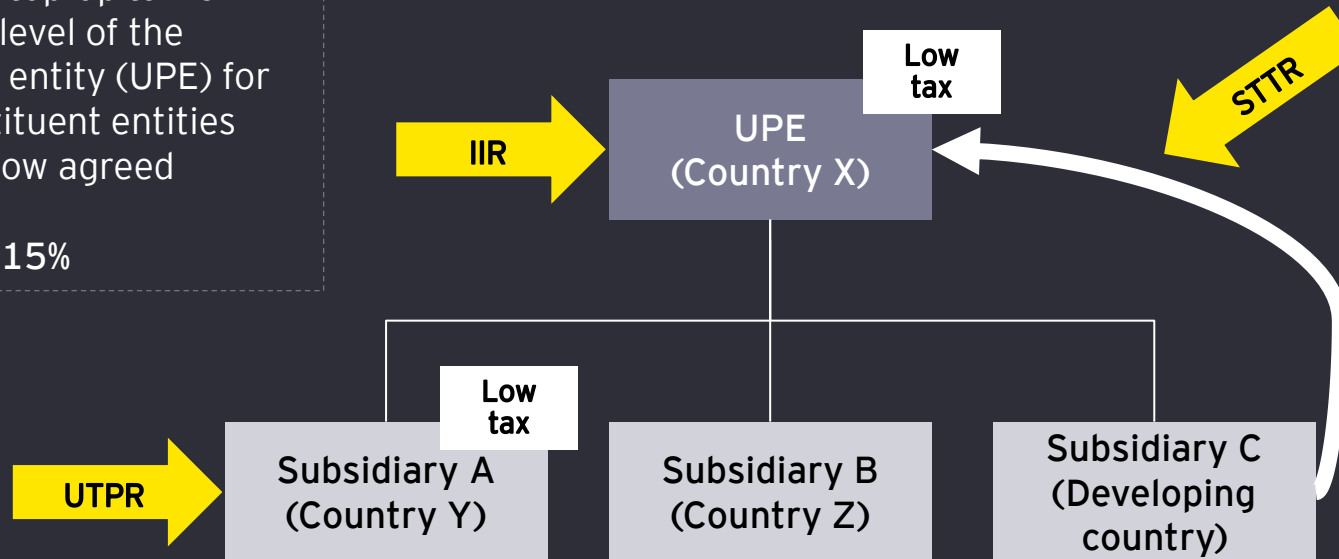 level of the
entity (UPE) for
tituent entities
ow agreed
15%
Low
tax
STTR
IIR
UPE
(Country X)
Low
tax
UTPR
Subsidiary A
(Country Y)
Subsidiary B
(Country Z)
Subsidiary C
(Developing
country)